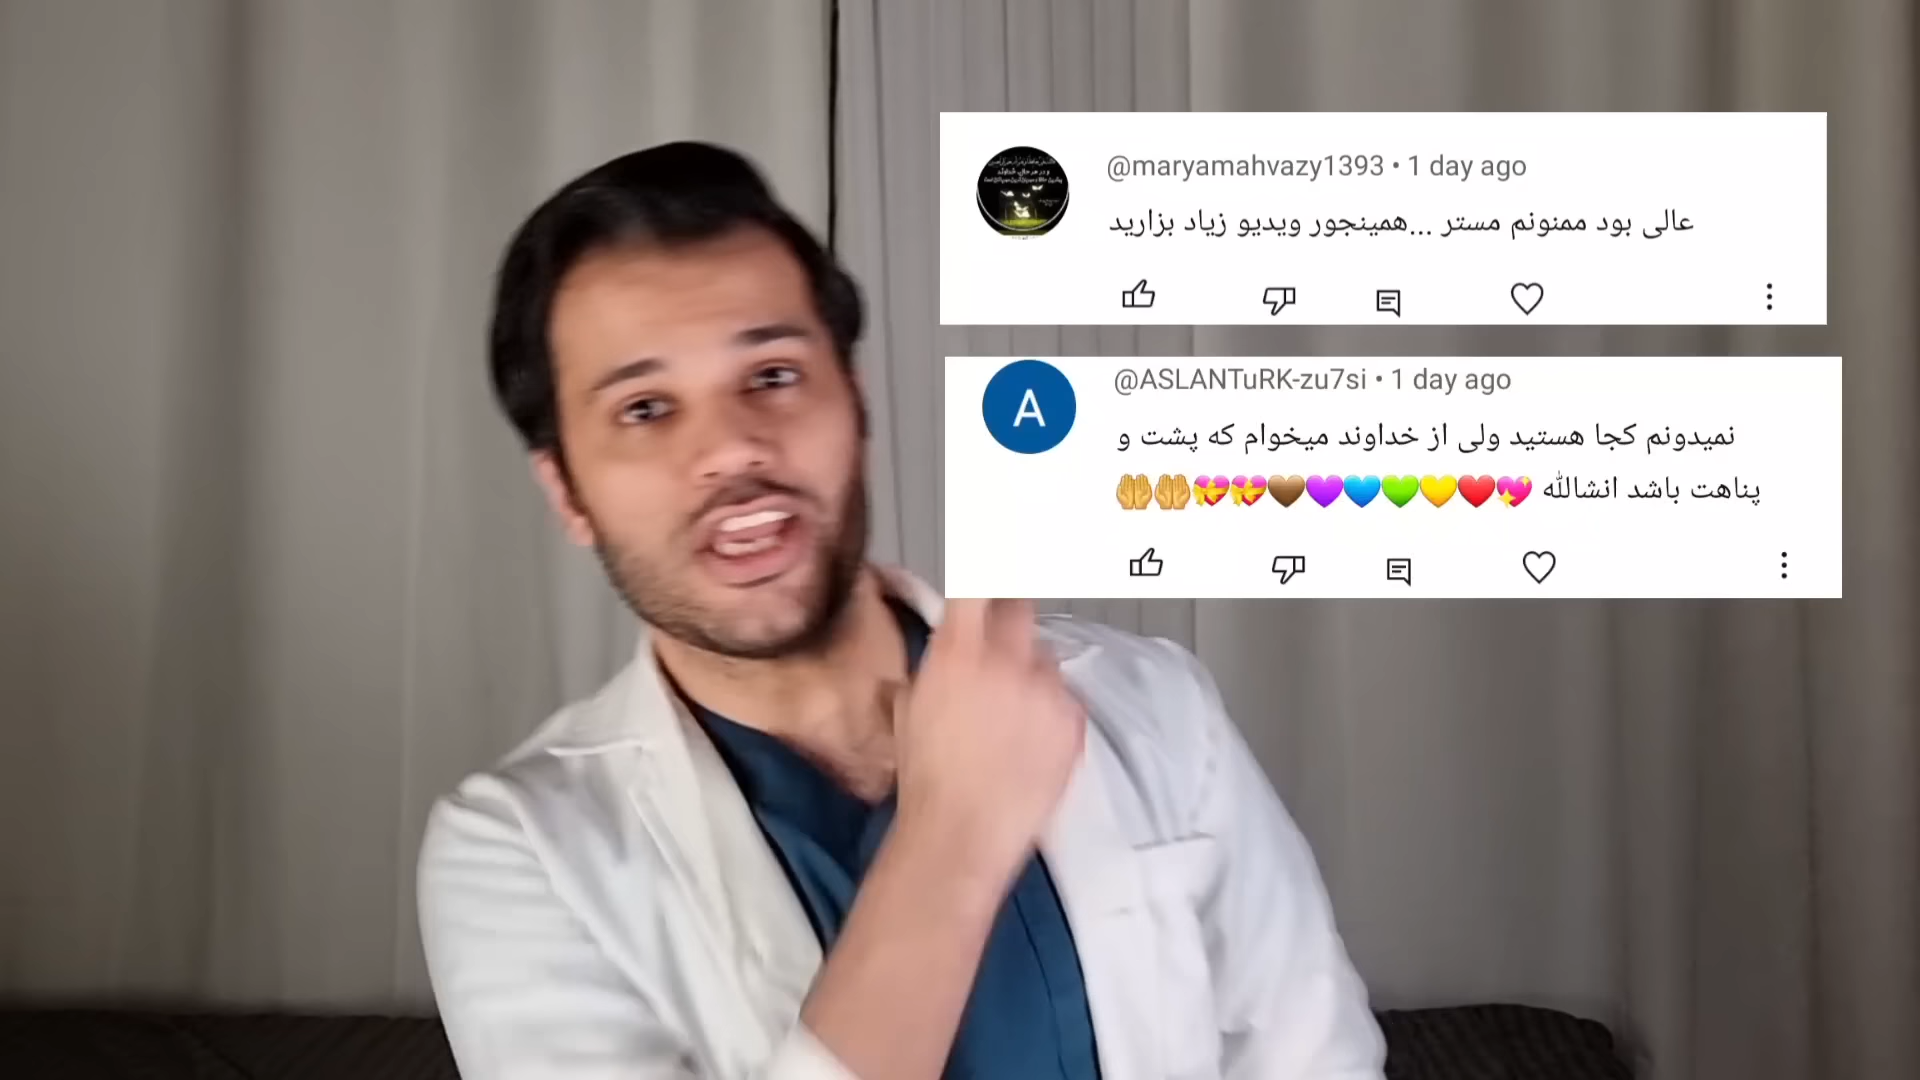 @maryamahvazy1393 • 1 day ago
عالی بود ممنونم مستر ...همینجور ویدیو زیاد بزارید
@ASLANTuRK-zu7si • 1 day ago
A
نمیدونم کجا هستید ولی از خداوند میخوام که پشت و
پناهت باشد انشالله 💖❤️💛💚💙💜🤎💝💝🤲🤲